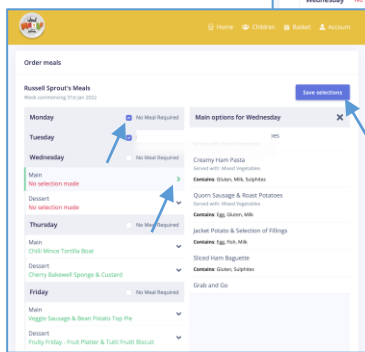 Wednesday
Home Children Basket Account
Order meals
Russell Sprout's Meals
Week commencing 31st Jan 2022
Save selections
Monday No Meal Required
Tuesday
Wednesday No Meal Required
Main
No selection made
Dessert
No selection made
Thursday No Meal Required
Main
Chilli Mince Tortilla Boat
Dessert
Cherry Bakewell Sponge & Custard
Friday No Meal Required
Main
Veggie Sausage & Bean Potato Top Pie
Dessert
Fruity Friday - Fruit Platter & Tutti Frutti Biscuit
Main options for Wednesday
Creamy Ham Pasta
Served with: Mixed Vegetables
Contains: Gluten, Milk, Sulphites
Quorn Sausage & Roast Potatoes
Served with: Mixed Vegetables
Contains: Egg, Gluten, Milk
Jacket Potato & Selection of Fillings
Contains: Egg, Fish, Milk
Sliced Ham Baguette
Contains: Gluten, Sulphites
Grab and Go